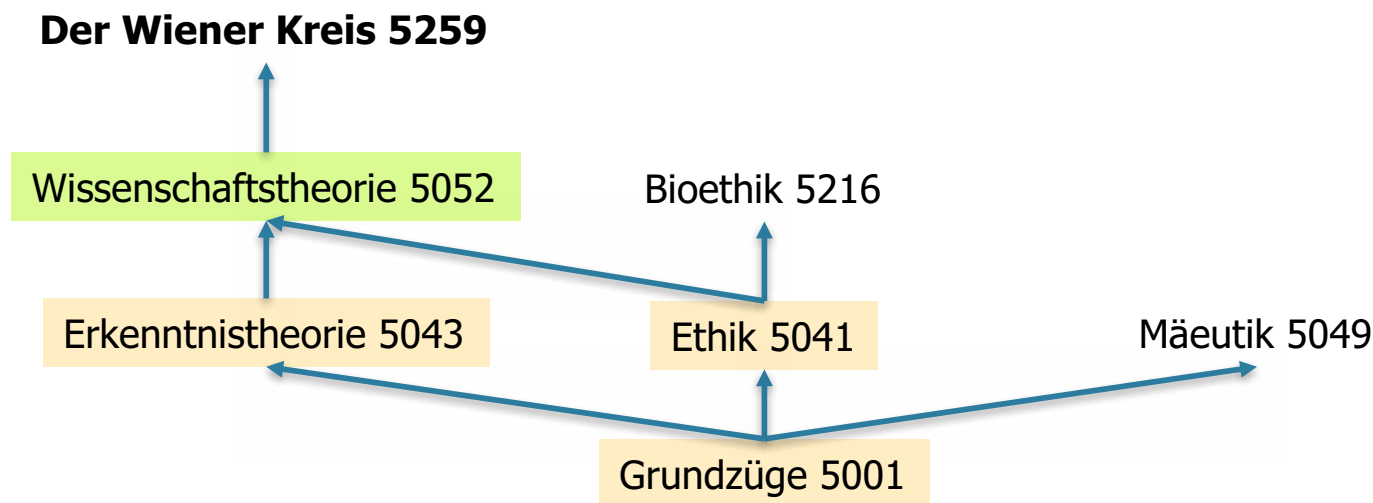 Der Wiener Kreis 5259
Wissenschaftstheorie 5052
Bioethik 5216
Erkenntnistheorie 5043
Ethik 5041
Mäeutik 5049
Grundzüge 5001